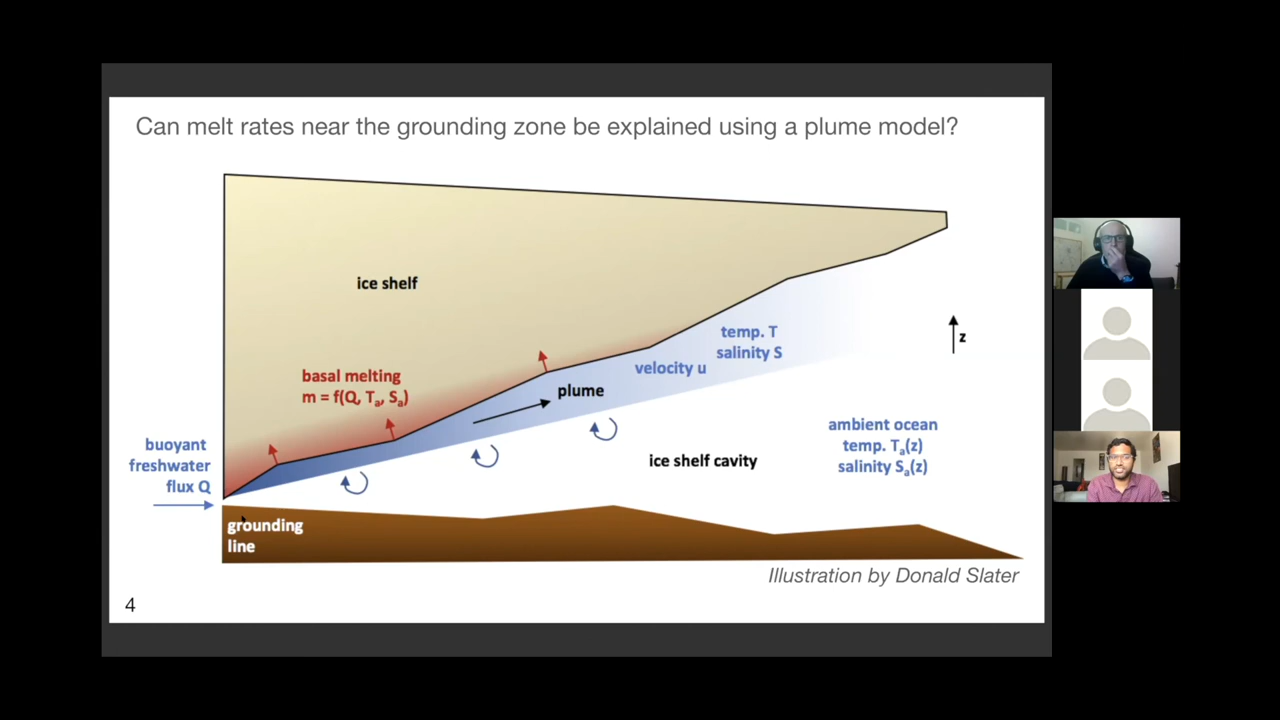 Can melt rates near the grounding zone be explained using a plume model?
ice shelf
temp. T
salinity S
velocity u
z
basal melting
m = f(Q, Tₐ, Sₐ)
plume
buoyant
freshwater
flux Q
ambient ocean
temp. Tₐ(z)
salinity Sₐ(z)
ice shelf cavity
grounding
line
Illustration by Donald Slater
4